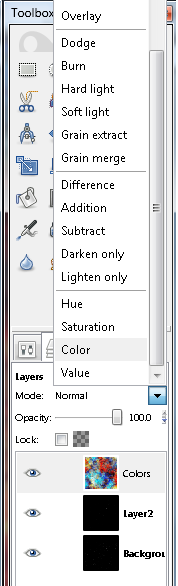 Toolbox
Overlay
Dodge
Burn
Hard light
Soft light
Grain extract
Grain merge
Difference
Addition
Subtract
Darken only
Lighten only
Hue
Saturation
Color
Value
Layers
Mode: Normal
Opacity: 100.0
Lock:
Colors
Layer2
Backgrou